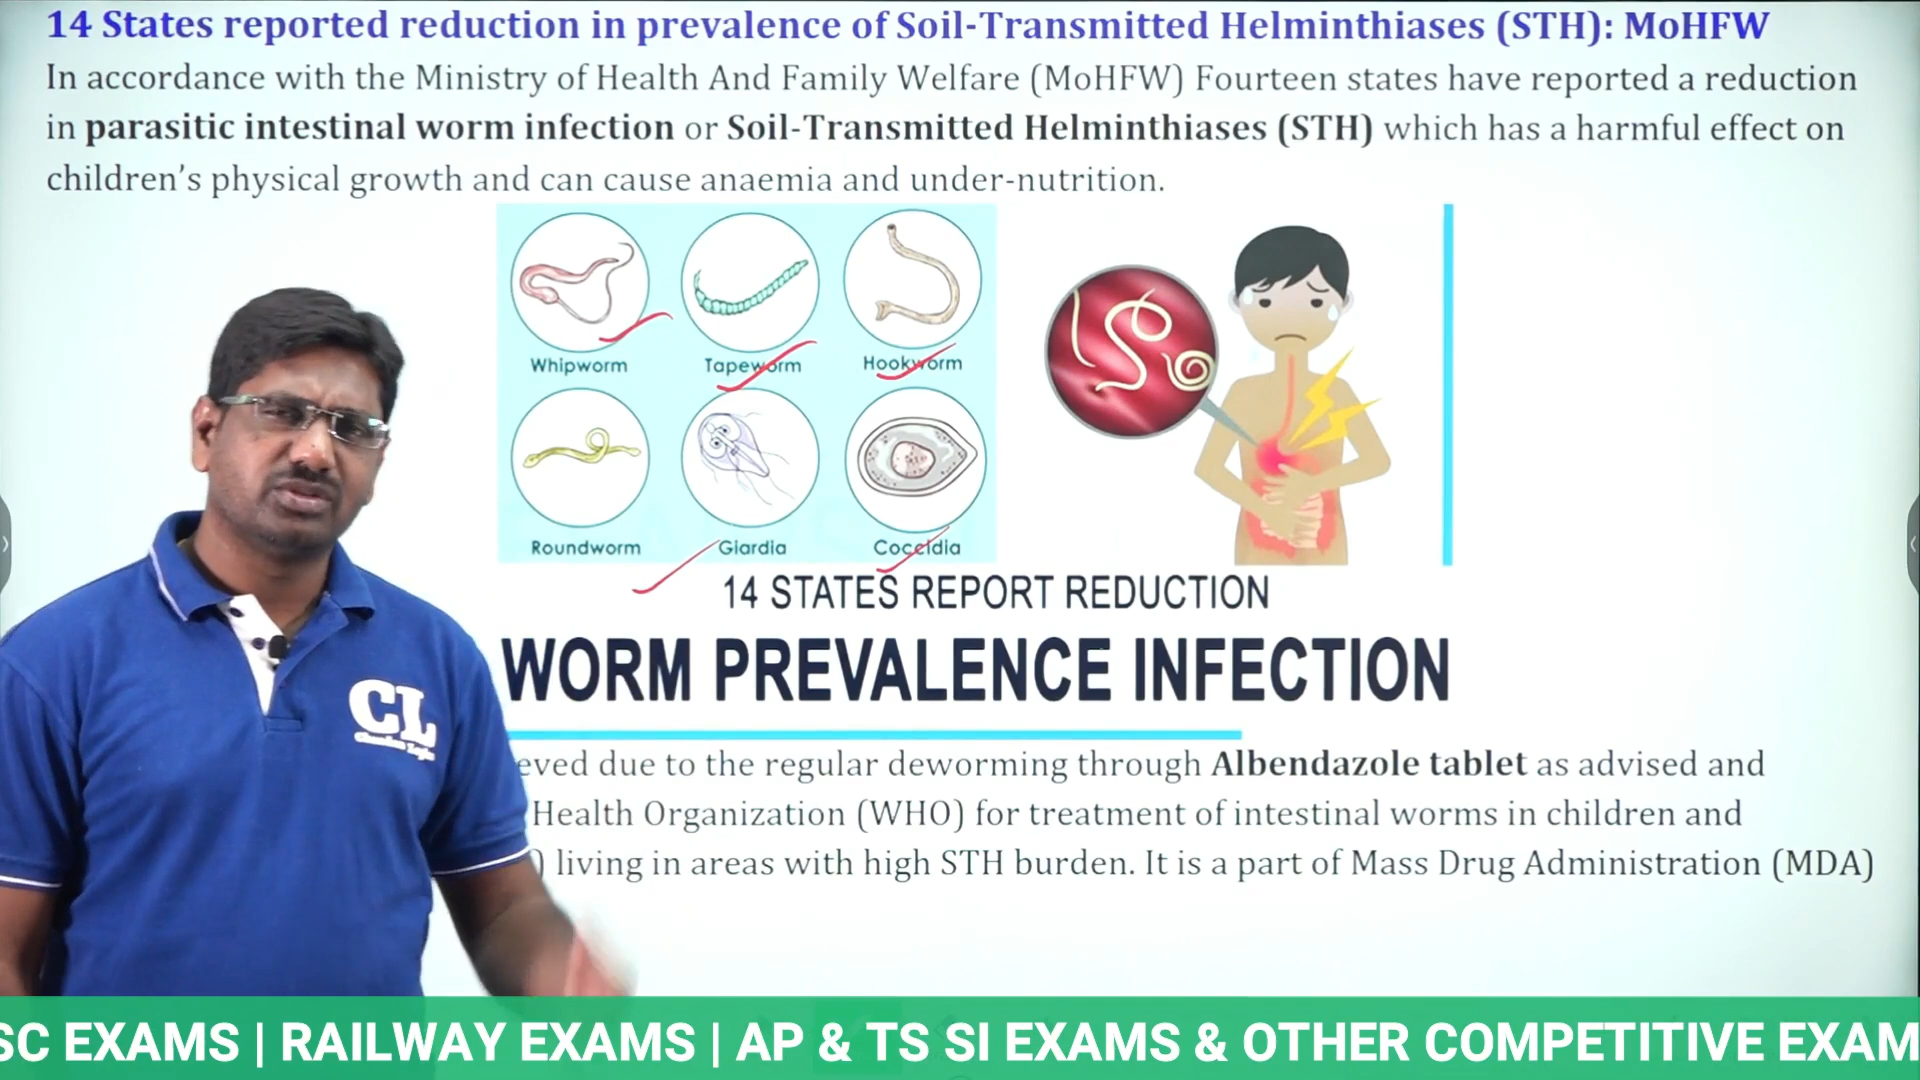 14 States reported reduction in prevalence of Soil-Transmitted Helminthiases (STH): MoHFW
In accordance with the Ministry of Health And Family Welfare (MoHFW) Fourteen states have reported a reduction
in parasitic intestinal worm infection or Soil-Transmitted Helminthiases (STH) which has a harmful effect on
children's physical growth and can cause anaemia and under-nutrition.
Whipworm Tapeworm Hookworm
Roundworm Giardia Coccidia
14 STATES REPORT REDUCTION
WORM PREVALENCE INFECTION
eved due to the regular deworming through Albendazole tablet as advised and
Health Organization (WHO) for treatment of intestinal worms in children and
) living in areas with high STH burden. It is a part of Mass Drug Administration (MDA)
CL
SC EXAMS | RAILWAY EXAMS | AP & TS SI EXAMS & OTHER COMPETITIVE EXAM